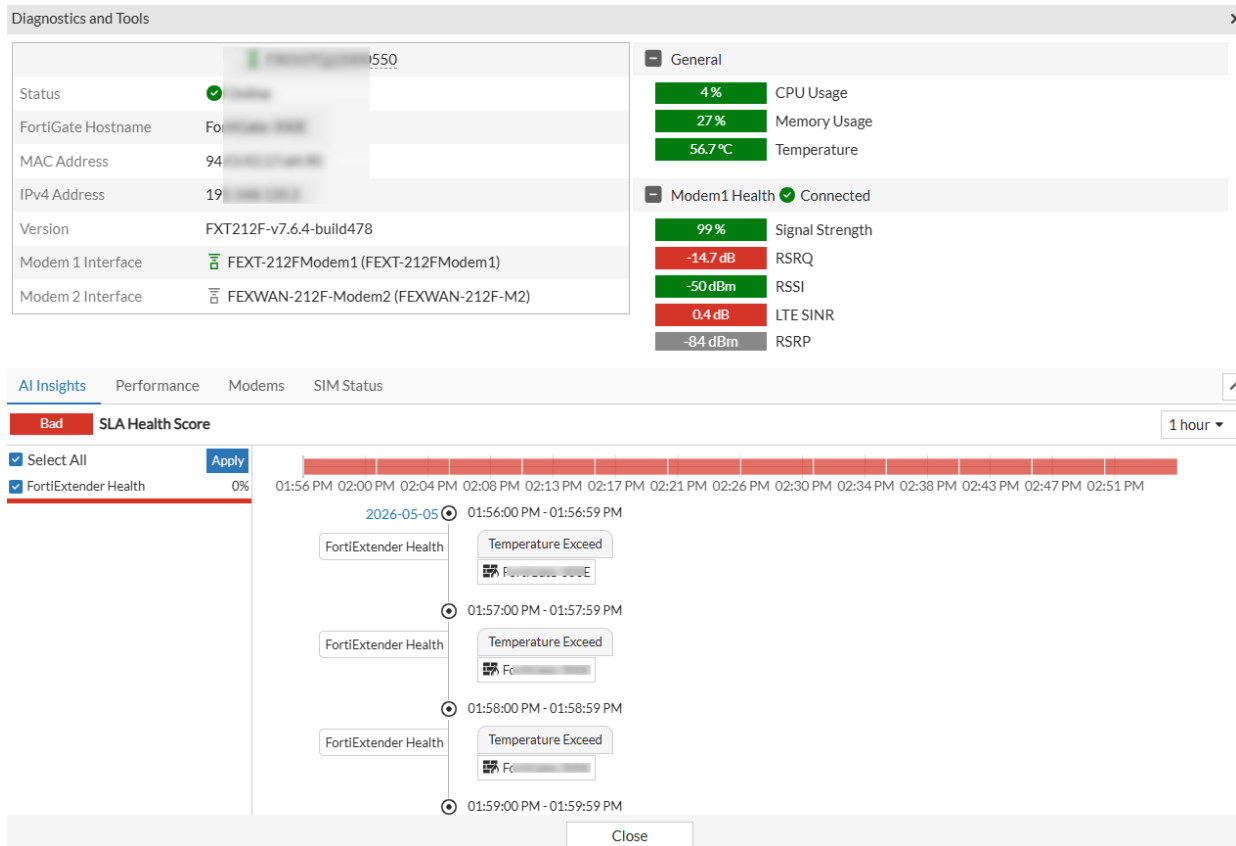 Diagnostics and Tools
550
Status
FortiGate Hostname
MAC Address 94
IPv4 Address 19
Version FXT212F-v7.6.4-build478
Modem 1 Interface FEXT-212FModem1 (FEXT-212FModem1)
Modem 2 Interface FEXWAN-212F-Modem2 (FEXWAN-212F-M2)
General
4% CPU Usage
27% Memory Usage
56.7 °C Temperature
Modem1 Health Connected
99% Signal Strength
-14.7 dB RSRQ
-50 dBm RSSI
0.4 dB LTE SINR
-84 dBm RSRP
AI Insights Performance Modems SIM Status
Bad SLA Health Score 1 hour
Select All Apply
FortiExtender Health 0%
01:56 PM 02:00 PM 02:04 PM 02:08 PM 02:13 PM 02:17 PM 02:21 PM 02:26 PM 02:30 PM 02:34 PM 02:38 PM 02:43 PM 02:47 PM 02:51 PM
2026-05-05 01:56:00 PM - 01:56:59 PM
FortiExtender Health Temperature Exceed
01:57:00 PM - 01:57:59 PM
FortiExtender Health Temperature Exceed
01:58:00 PM - 01:58:59 PM
FortiExtender Health Temperature Exceed
01:59:00 PM - 01:59:59 PM
Close